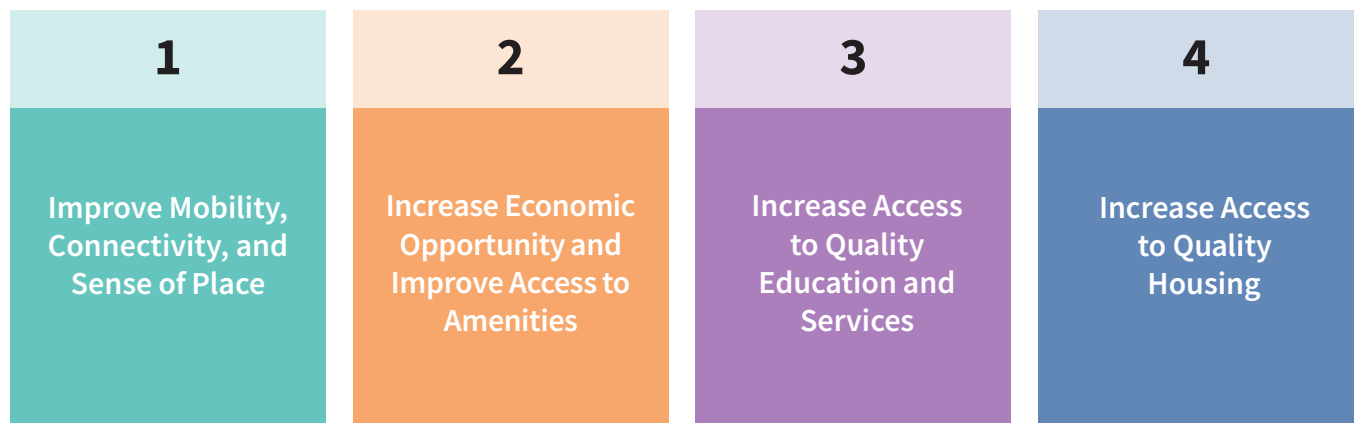 1
Improve Mobility,
Connectivity, and
Sense of Place
2
Increase Economic
Opportunity and
Improve Access to
Amenities
3
Increase Access
to Quality
Education and
Services
4
Increase Access
to Quality
Housing